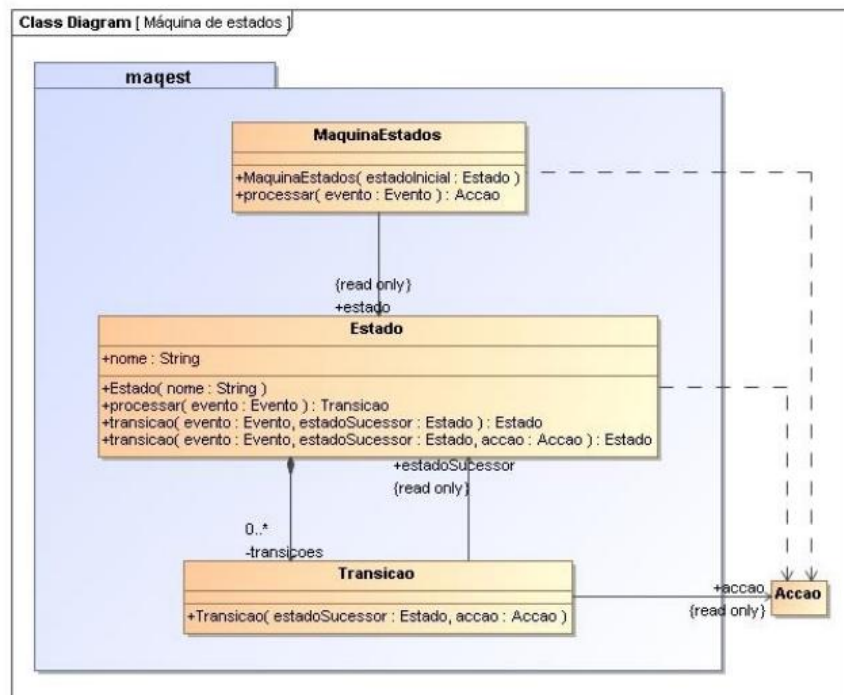 Class Diagram [ Máquina de estados ]
maqest
MaquinaEstados
+MaquinaEstados( estadoInicial : Estado )
+processar( evento : Evento ) : Accao
{read only}
+estado
Estado
+nome : String
+Estado( nome : String )
+processar( evento : Evento ) : Transicao
+transicao( evento : Evento, estadoSucessor : Estado ) : Estado
+transicao( evento : Evento, estadoSucessor : Estado, accao : Accao ) : Estado
+estadoSucessor
{read only}
0..*
-transicoes
Transicao
+Transicao( estadoSucessor : Estado, accao : Accao )
+accao
{read only}
Accao